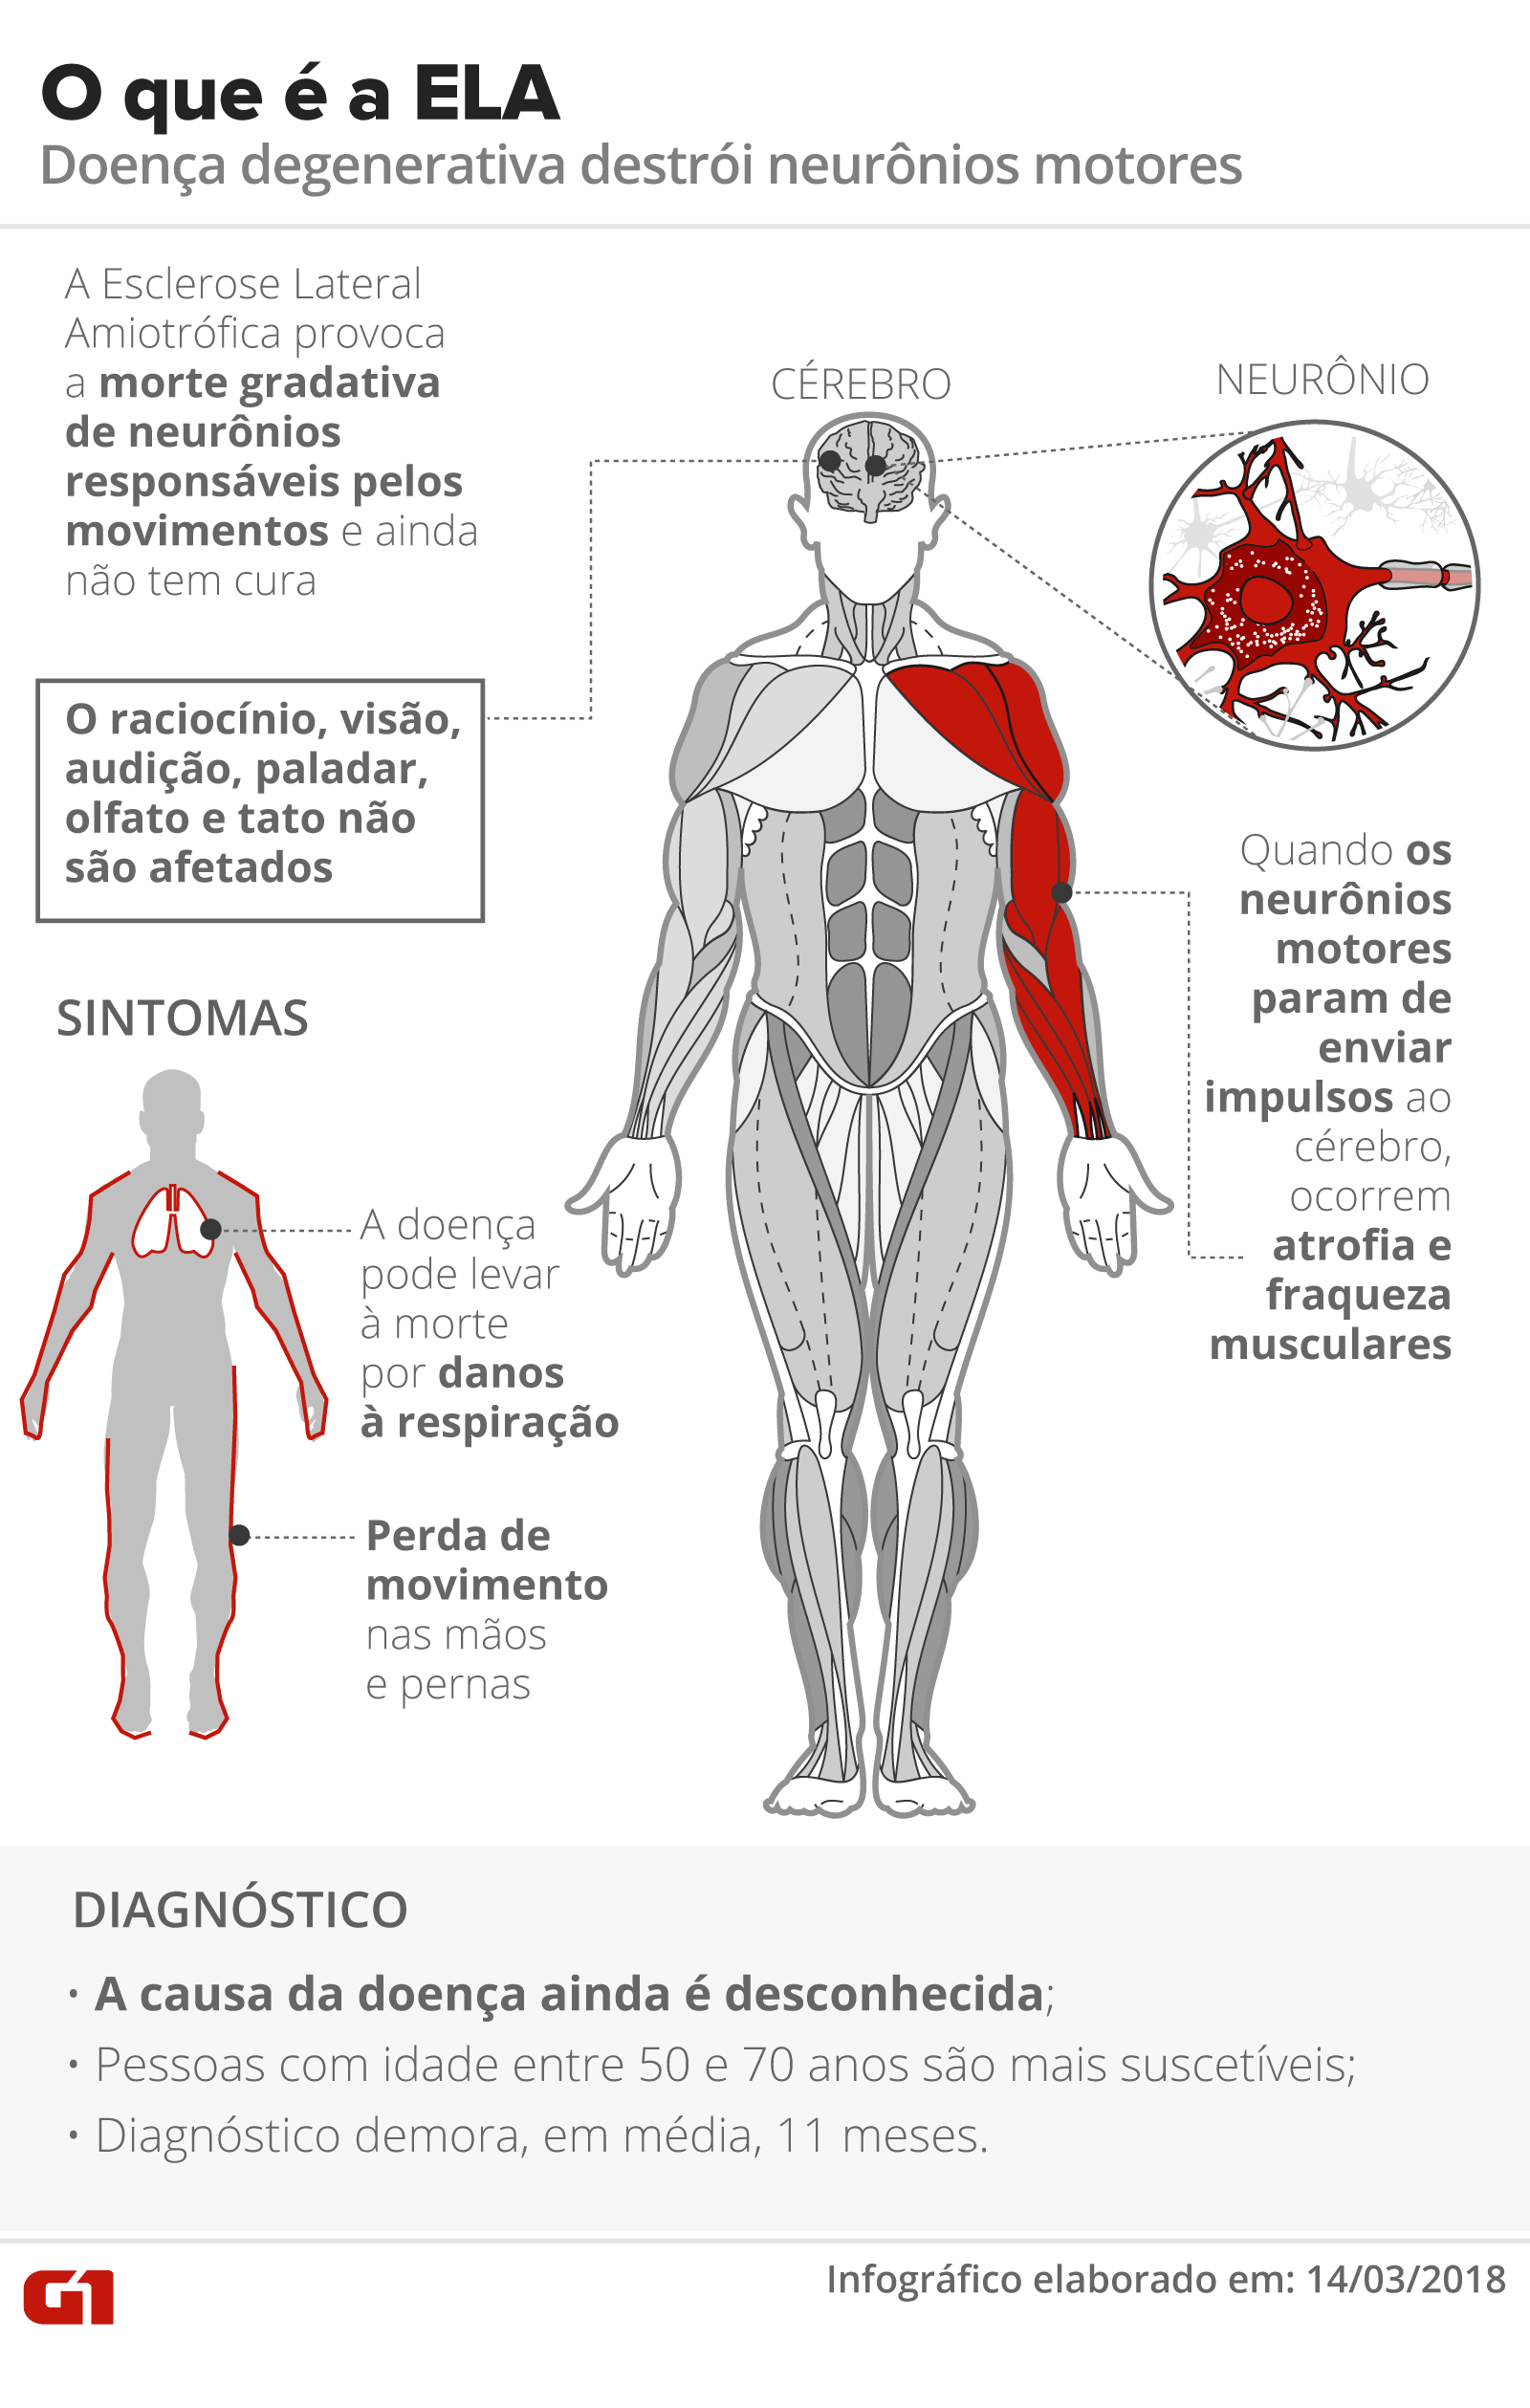 O que é a ELA
Doença degenerativa destrói neurônios motores
A Esclerose Lateral
Amiotrófica provoca
a morte gradativa
de neurônios
responsáveis pelos
movimentos e ainda
não tem cura
CÉREBRO
NEURÔNIO
O raciocínio, visão,
audição, paladar,
olfato e tato não
são afetados
Quando os
neurônios
motores
param de
enviar
impulsos ao
cérebro,
ocorrem
atrofia e
fraqueza
musculares
SINTOMAS
A doença
pode levar
à morte
por danos
à respiração
Perda de
movimento
nas mãos
e pernas
DIAGNÓSTICO
• A causa da doença ainda é desconhecida;
• Pessoas com idade entre 50 e 70 anos são mais suscetíveis;
• Diagnóstico demora, em média, 11 meses.
G1
Infográfico elaborado em: 14/03/2018